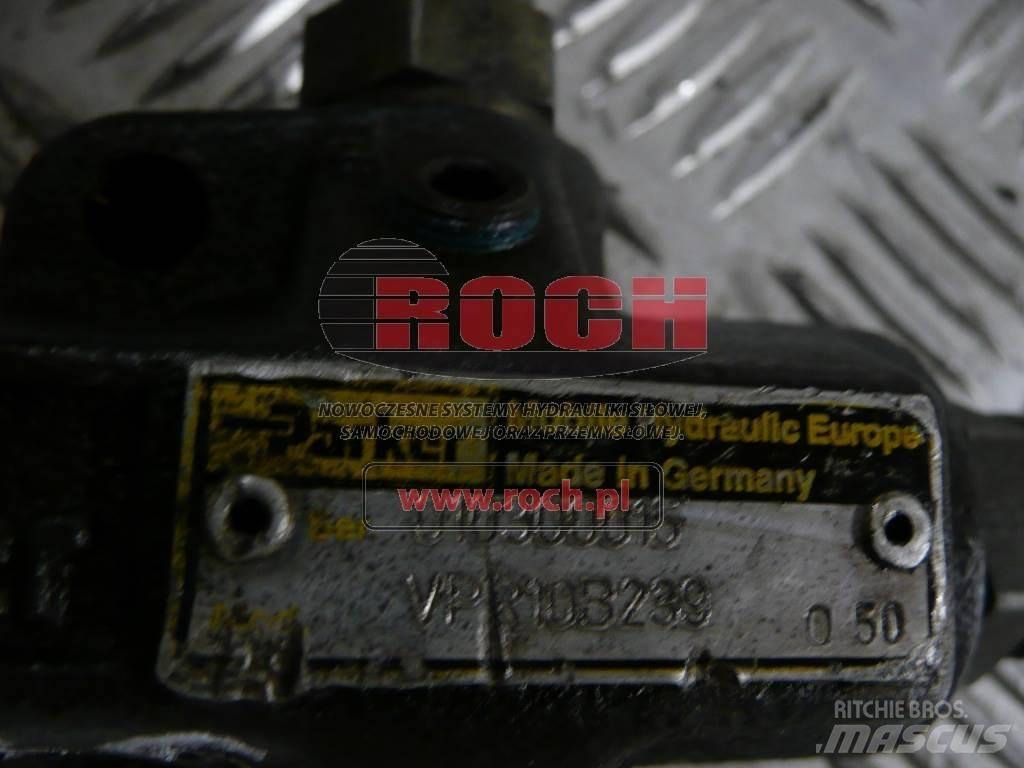 ROCH
NOWOCZESNE SYSTEMY HYDRAULIKI SIŁOWEJ,
SAMOCHODOWEJ ORAZ PRZEMYSŁOWEJ.
Hydraulic Europe
Made in Germany
www.roch.pl
VPR10B239
0 50
RITCHIE BROS.
MASCUS